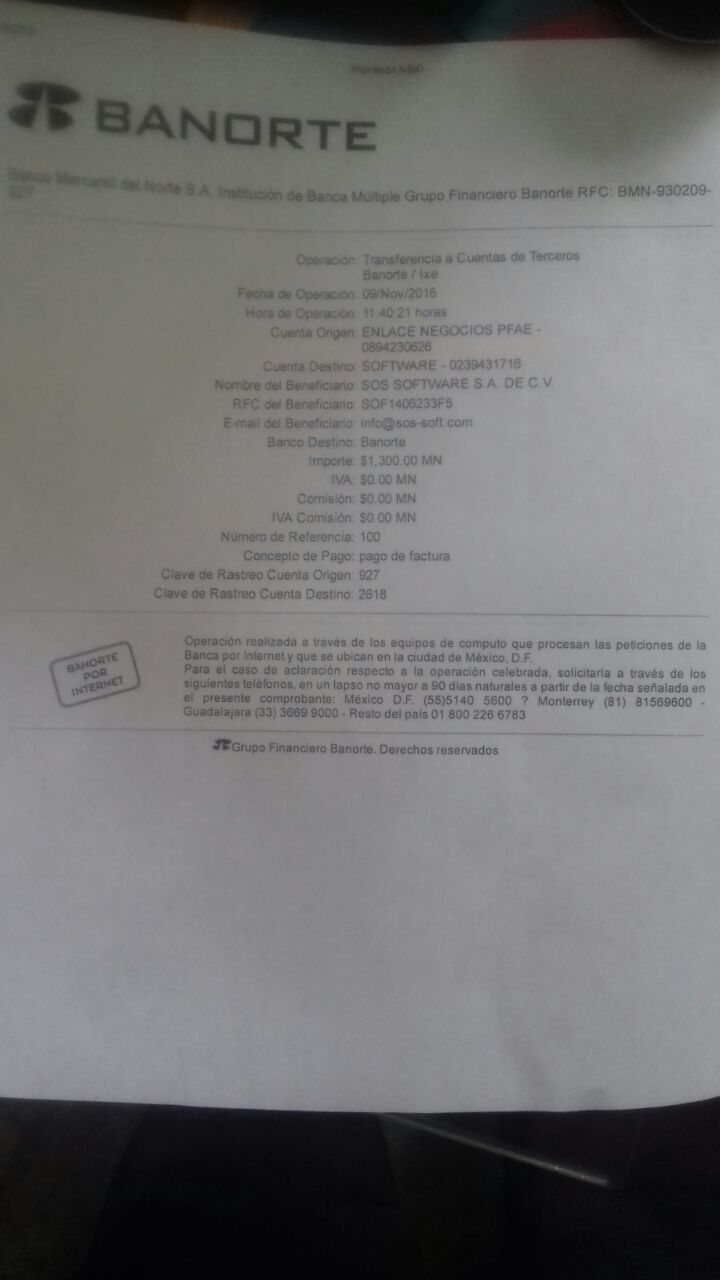 Impresión NBXI
BANORTE
Banco Mercantil del Norte S.A. Institución de Banca Múltiple Grupo Financiero Banorte RFC: BMN-930209-
927
Operación: Transferencia a Cuentas de Terceros
Banorte / Ixe
Fecha de Operación: 09/Nov/2016
Hora de Operación: 11:40:21 horas
Cuenta Origen: ENLACE NEGOCIOS PFAE -
0894230626
Cuenta Destino: SOFTWARE - 0239431716
Nombre del Beneficiario: SOS SOFTWARE S.A. DE C.V.
RFC del Beneficiario: SOF1406233F5
E-mail del Beneficiario: info@sos-soft.com
Banco Destino: Banorte
Importe: $1,300.00 MN
IVA: $0.00 MN
Comisión: $0.00 MN
IVA Comisión: $0.00 MN
Número de Referencia: 100
Concepto de Pago: pago de factura
Clave de Rastreo Cuenta Origen: 927
Clave de Rastreo Cuenta Destino: 2618
BANORTE
POR
INTERNET
Operación realizada a través de los equipos de computo que procesan las peticiones de la
Banca por Internet y que se ubican en la ciudad de México, D.F.
Para el caso de aclaración respecto a la operación celebrada, solicitarla a través de los
siguientes teléfonos, en un lapso no mayor a 90 días naturales a partir de la fecha señalada en
el presente comprobante: México D.F. (55)5140 5600 ? Monterrey (81) 81569600 -
Guadalajara (33) 3669 9000 - Resto del país 01 800 226 6783
Grupo Financiero Banorte. Derechos reservados